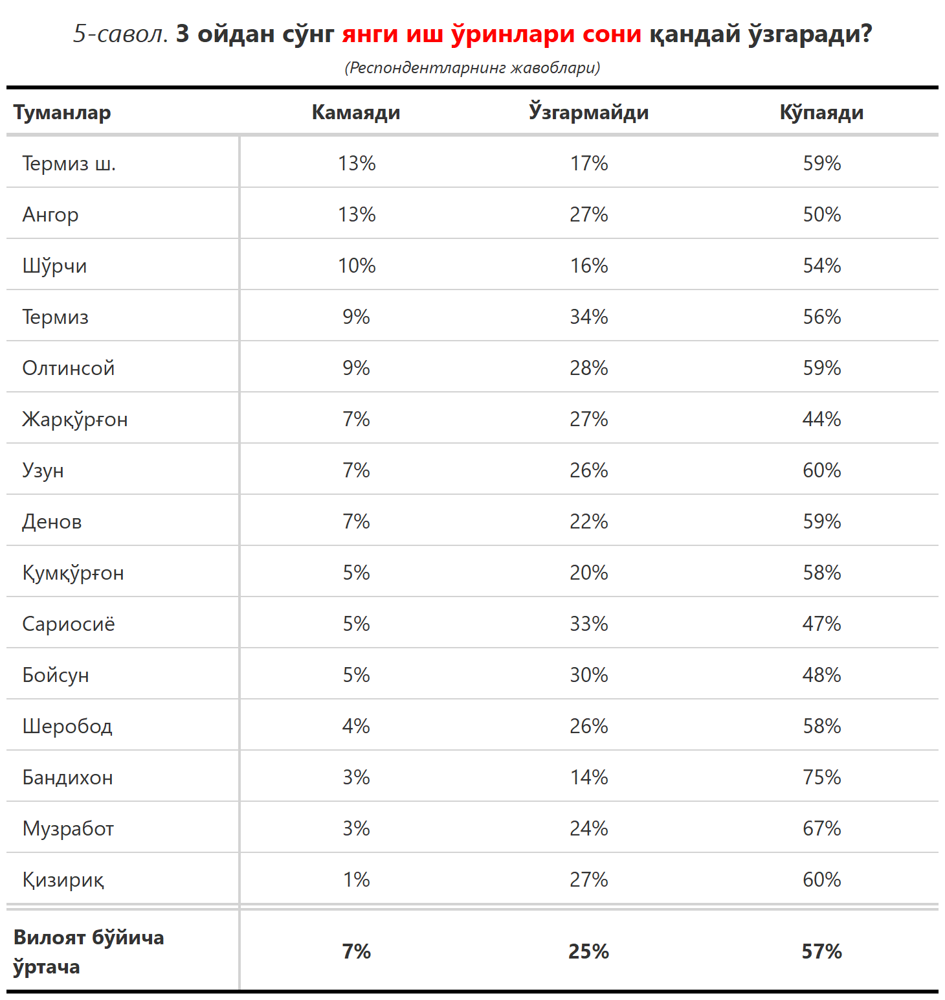 5-савол. 3 ойдан сўнг янги иш ўринлари сони қандай ўзгаради?
(Респондентларнинг жавоблари)
Туманлар Камаяди Ўзгармайди Кўпаяди
Термиз ш. 13% 17% 59%
Ангор 13% 27% 50%
Шўрчи 10% 16% 54%
Термиз 9% 34% 56%
Олтинсой 9% 28% 59%
Жарқўрғон 7% 27% 44%
Узун 7% 26% 60%
Денов 7% 22% 59%
Қумқўрғон 5% 20% 58%
Сариосиё 5% 33% 47%
Бойсун 5% 30% 48%
Шеробод 4% 26% 58%
Бандихон 3% 14% 75%
Музработ 3% 24% 67%
Қизириқ 1% 27% 60%
Вилоят бўйича
ўртача 7% 25% 57%